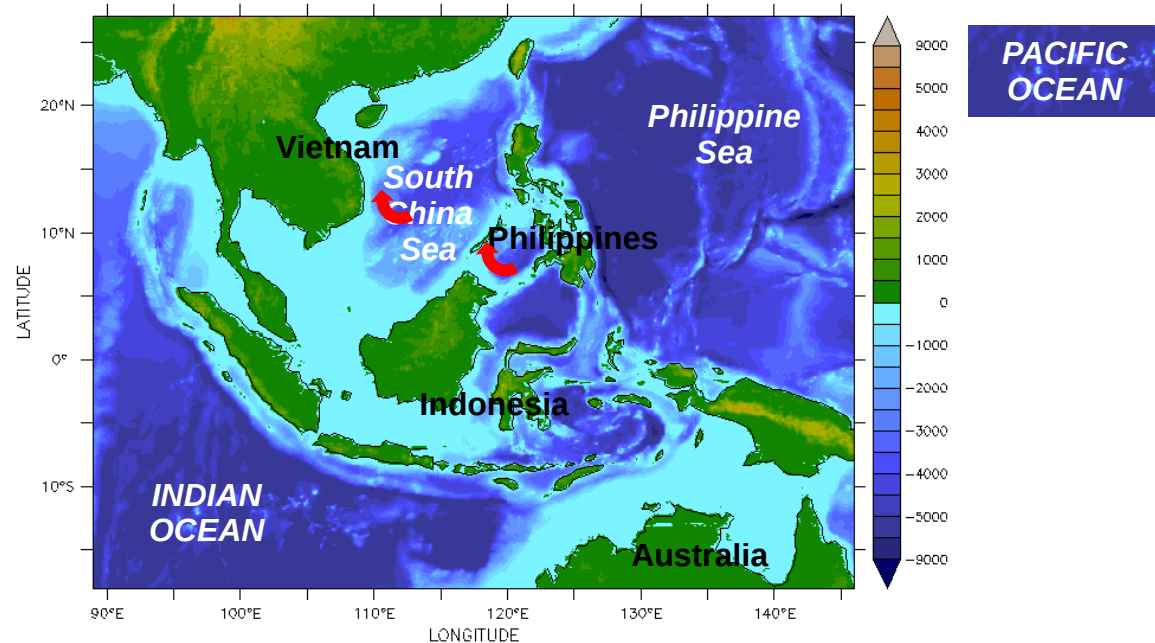 PACIFIC
OCEAN
Philippine
Sea
Vietnam
South
China
Sea
Philippines
Indonesia
INDIAN
OCEAN
Australia
20°N
10°N
0°
10°S
LATITUDE
90°E
100°E
110°E
120°E
130°E
140°E
LONGITUDE
9000
5000
4000
3000
2000
1000
0
−1000
−2000
−3000
−4000
−5000
−9000